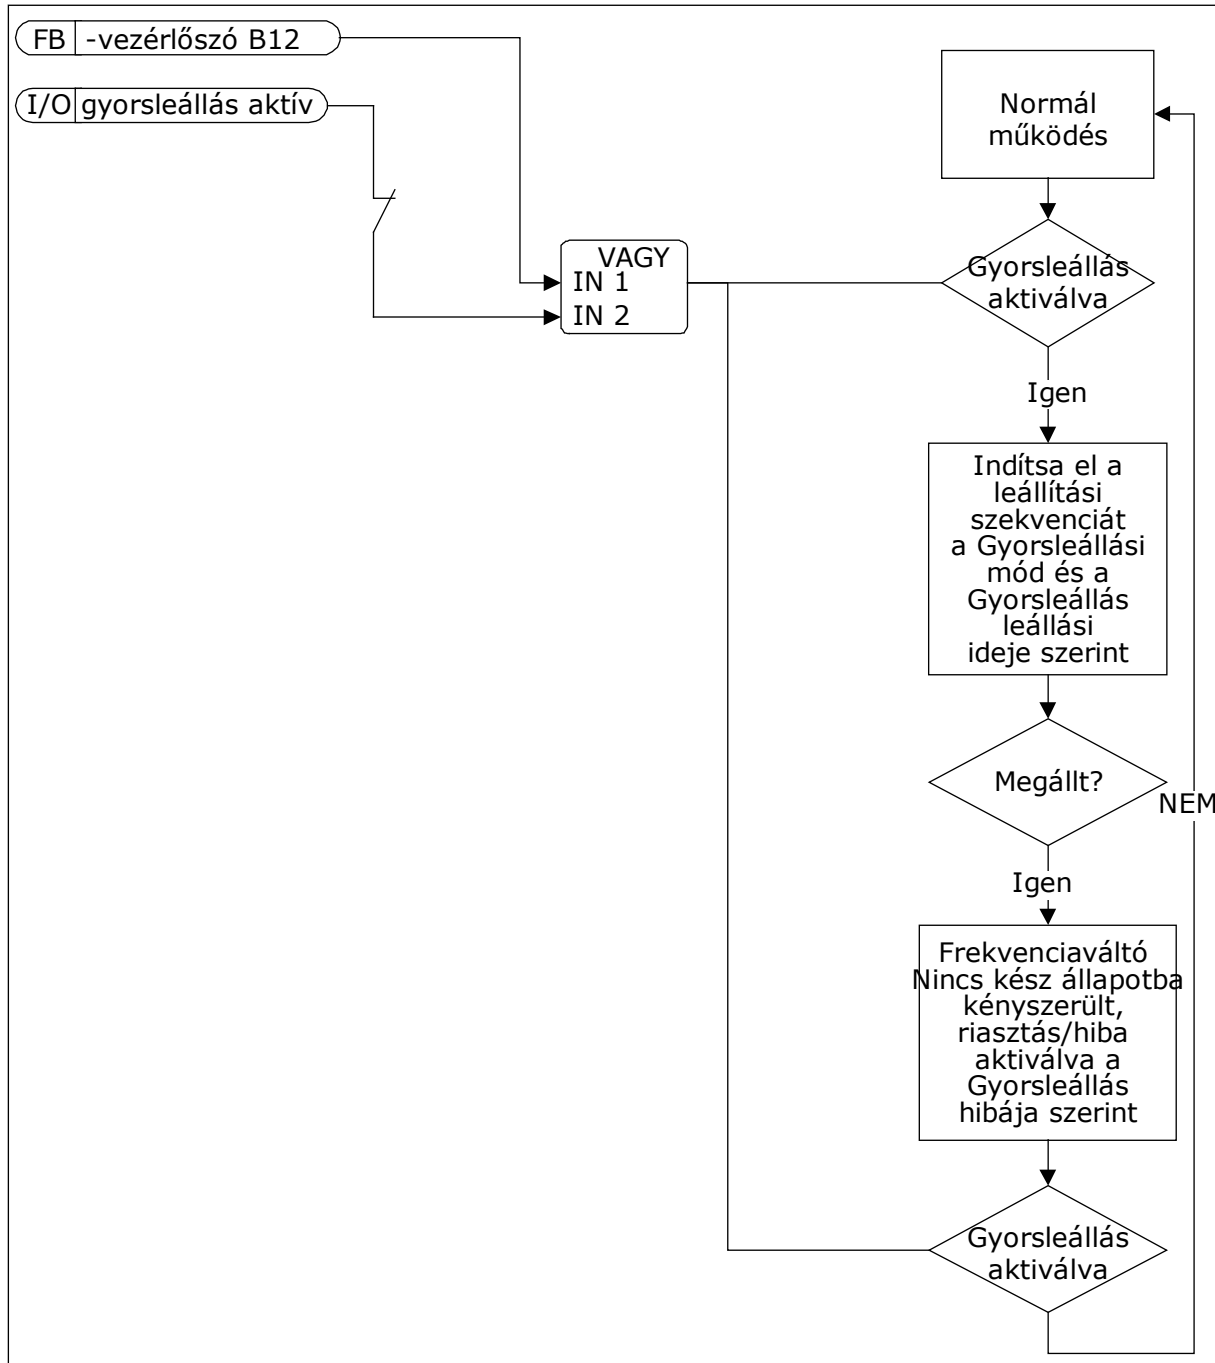 FB -vezérlőszó B12
I/O gyorsleállás aktív
VAGY
IN 1
IN 2
Normál
működés
Gyorsleállás
aktiválva
Igen
Indítsa el a
leállítási
szekvenciát
a Gyorsleállási
mód és a
Gyorsleállás
leállási
ideje szerint
Megállt?
NEM
Igen
Frekvenciaváltó
Nincs kész állapotba
kényszerült,
riasztás/hiba
aktiválva a
Gyorsleállás
hibája szerint
Gyorsleállás
aktiválva